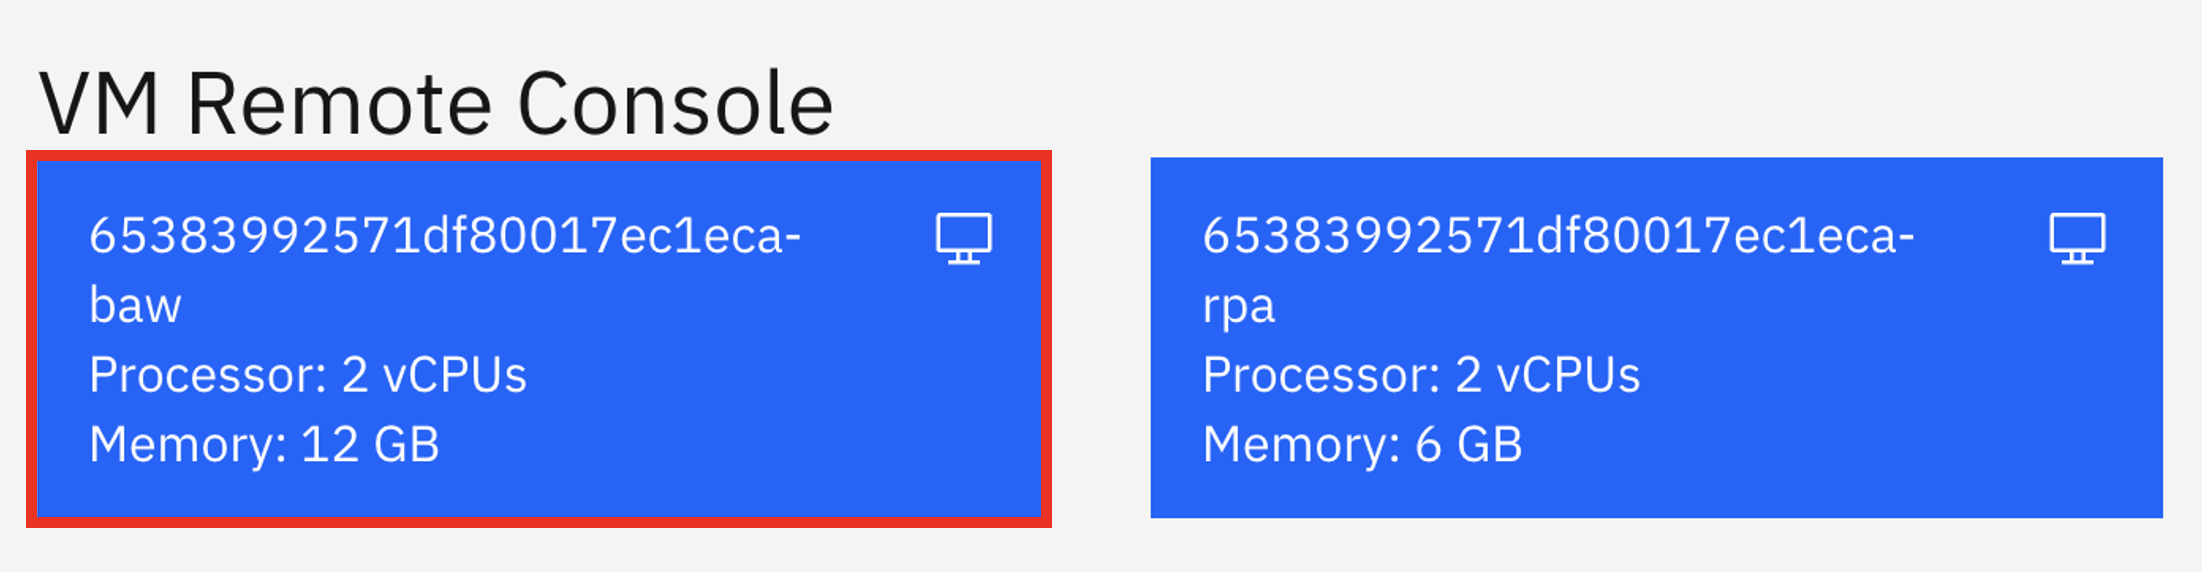 VM Remote Console
65383992571df80017ec1eca-
baw
Processor: 2 vCPUs
Memory: 12 GB
65383992571df80017ec1eca-
rpa
Processor: 2 vCPUs
Memory: 6 GB